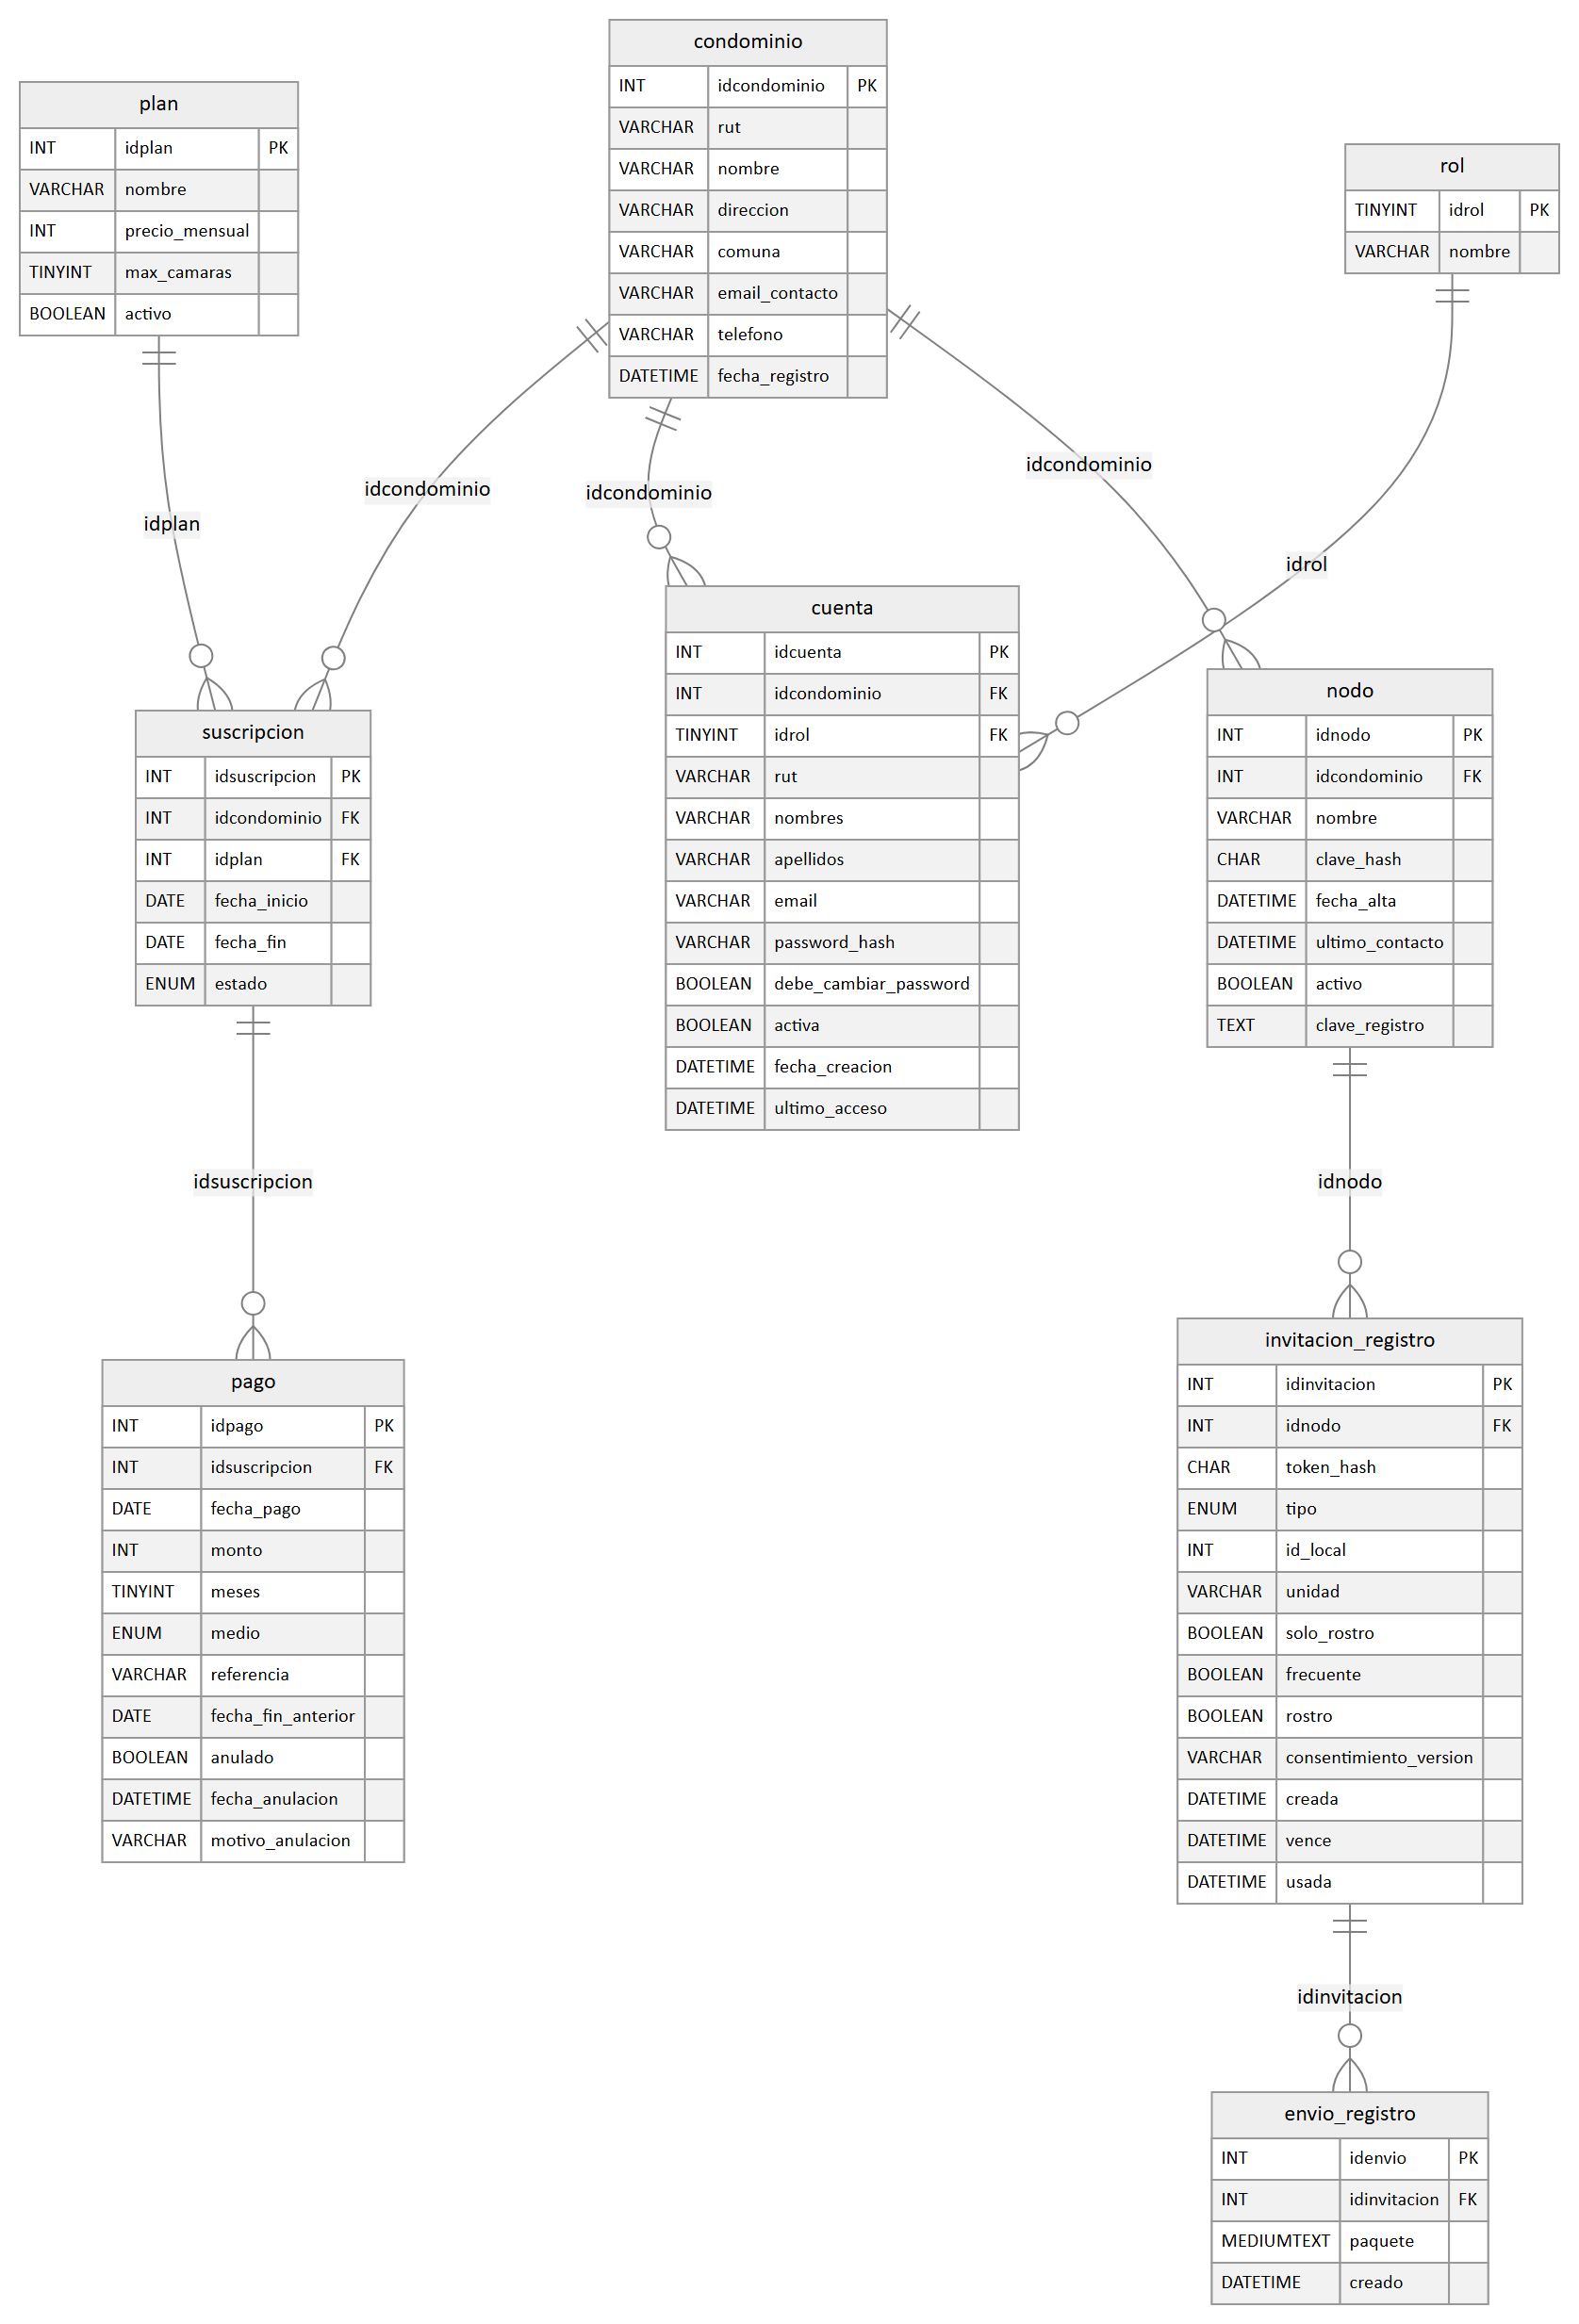 condominio
INT idcondominio PK
VARCHAR rut
VARCHAR nombre
VARCHAR direccion
VARCHAR comuna
VARCHAR email_contacto
VARCHAR telefono
DATETIME fecha_registro
plan
INT idplan PK
VARCHAR nombre
INT precio_mensual
TINYINT max_camaras
BOOLEAN activo
rol
TINYINT idrol PK
VARCHAR nombre
idplan
idcondominio
idcondominio
idcondominio
idrol
suscripcion
INT idsuscripcion PK
INT idcondominio FK
INT idplan FK
DATE fecha_inicio
DATE fecha_fin
ENUM estado
cuenta
INT idcuenta PK
INT idcondominio FK
TINYINT idrol FK
VARCHAR rut
VARCHAR nombres
VARCHAR apellidos
VARCHAR email
VARCHAR password_hash
BOOLEAN debe_cambiar_password
BOOLEAN activa
DATETIME fecha_creacion
DATETIME ultimo_acceso
nodo
INT idnodo PK
INT idcondominio FK
VARCHAR nombre
CHAR clave_hash
DATETIME fecha_alta
DATETIME ultimo_contacto
BOOLEAN activo
TEXT clave_registro
idsuscripcion
idnodo
pago
INT idpago PK
INT idsuscripcion FK
DATE fecha_pago
INT monto
TINYINT meses
ENUM medio
VARCHAR referencia
DATE fecha_fin_anterior
BOOLEAN anulado
DATETIME fecha_anulacion
VARCHAR motivo_anulacion
invitacion_registro
INT idinvitacion PK
INT idnodo FK
CHAR token_hash
ENUM tipo
INT id_local
VARCHAR unidad
BOOLEAN solo_rostro
BOOLEAN frecuente
BOOLEAN rostro
VARCHAR consentimiento_version
DATETIME creada
DATETIME vence
DATETIME usada
idinvitacion
envio_registro
INT idenvio PK
INT idinvitacion FK
MEDIUMTEXT paquete
DATETIME creado